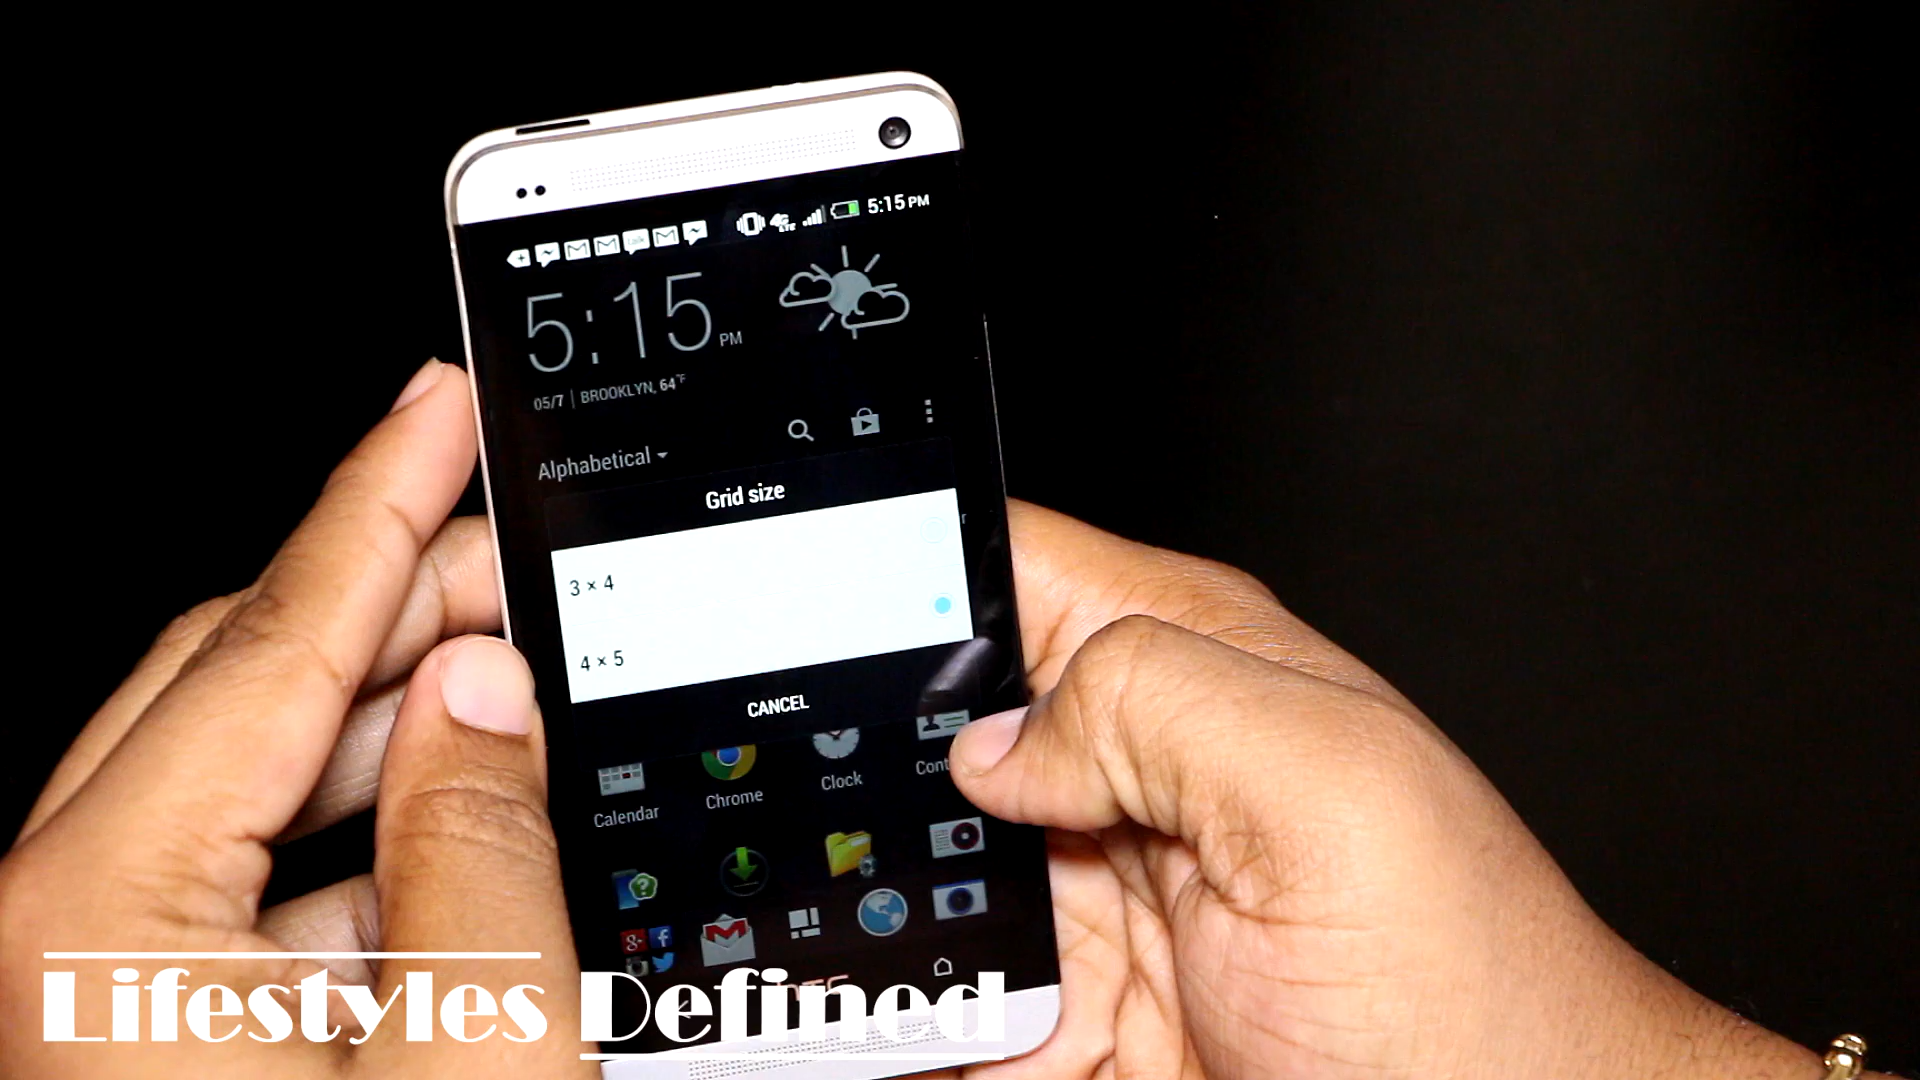 5:15 PM
5:15 PM
05/7 | BROOKLYN, 64°F
Alphabetical
Grid size
3 × 4
4 × 5
CANCEL
Calendar
Chrome
Clock
Cont
hTC
Lifestyles Defined